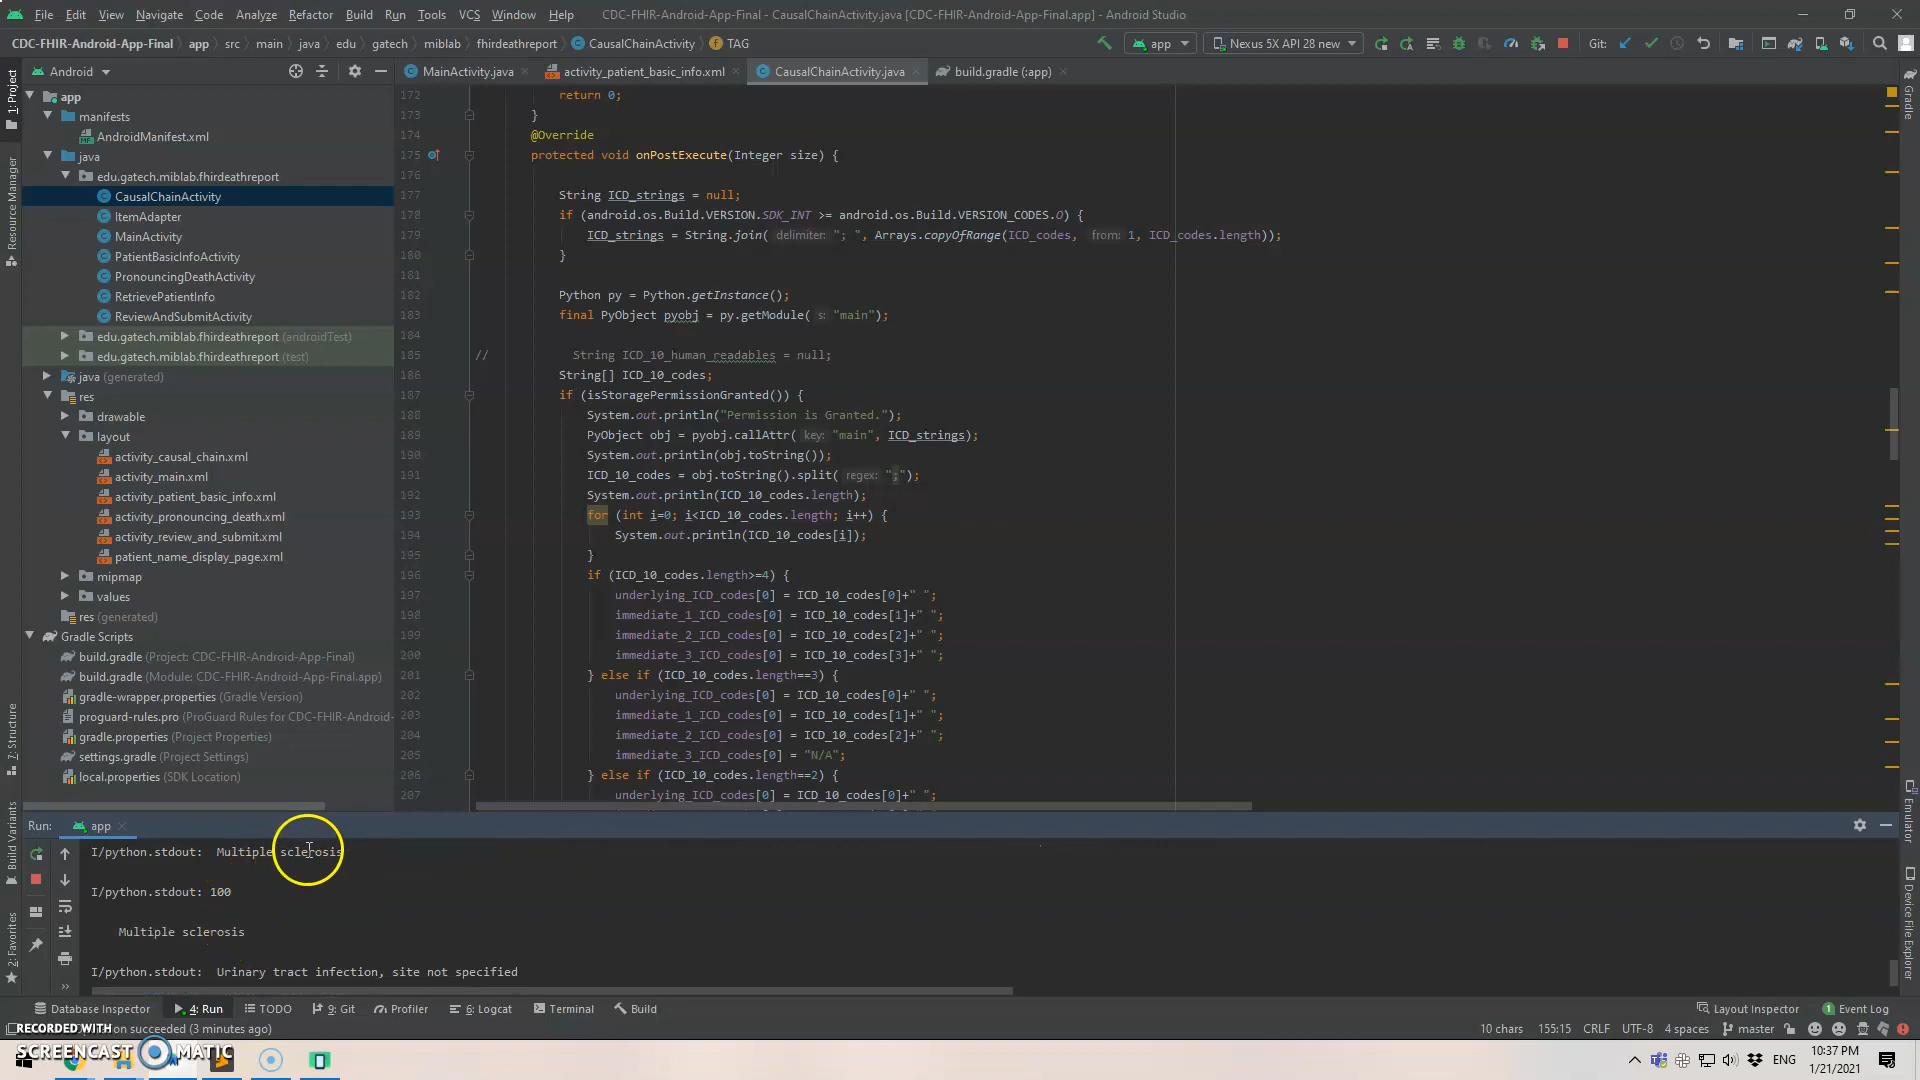 File Edit View Navigate Code Analyze Refactor Build Run Tools VCS Window Help CDC-FHIR-Android-App-Final - CausalChainActivity.java [CDC-FHIR-Android-App-Final.app] - Android Studio
CDC-FHIR-Android-App-Final app src main java edu gatech miblab fhirdeathreport CausalChainActivity TAG app Nexus 5X API 28 new Git:
Android MainActivity.java activity_patient_basic_info.xml CausalChainActivity.java build.gradle (:app)
1: Project
Resource Manager
7: Structure
Build Variants
2: Favorites
app
manifests
AndroidManifest.xml
java
edu.gatech.miblab.fhirdeathreport
CausalChainActivity
ItemAdapter
MainActivity
PatientBasicInfoActivity
PronouncingDeathActivity
RetrievePatientInfo
ReviewAndSubmitActivity
edu.gatech.miblab.fhirdeathreport (androidTest)
edu.gatech.miblab.fhirdeathreport (test)
java (generated)
res
drawable
layout
activity_causal_chain.xml
activity_main.xml
activity_patient_basic_info.xml
activity_pronouncing_death.xml
activity_review_and_submit.xml
patient_name_display_page.xml
mipmap
values
res (generated)
Gradle Scripts
build.gradle (Project: CDC-FHIR-Android-App-Final)
build.gradle (Module: CDC-FHIR-Android-App-Final.app)
gradle-wrapper.properties (Gradle Version)
proguard-rules.pro (ProGuard Rules for CDC-FHIR-Android-
gradle.properties (Project Properties)
settings.gradle (Project Settings)
local.properties (SDK Location)
172 return 0;
173 }
174 @Override
175 protected void onPostExecute(Integer size) {
176
177 String ICD_strings = null;
178 if (android.os.Build.VERSION.SDK_INT >= android.os.Build.VERSION_CODES.O) {
179 ICD_strings = String.join( delimiter: "; ", Arrays.copyOfRange(ICD_codes, from: 1, ICD_codes.length));
180 }
181
182 Python py = Python.getInstance();
183 final PyObject pyobj = py.getModule( s: "main");
184
185 // String ICD_10_human_readables = null;
186 String[] ICD_10_codes;
187 if (isStoragePermissionGranted()) {
188 System.out.println("Permission is Granted.");
189 PyObject obj = pyobj.callAttr( key: "main", ICD_strings);
190 System.out.println(obj.toString());
191 ICD_10_codes = obj.toString().split( regex: ";");
192 System.out.println(ICD_10_codes.length);
193 for (int i=0; i<ICD_10_codes.length; i++) {
194 System.out.println(ICD_10_codes[i]);
195 }
196 if (ICD_10_codes.length>=4) {
197 underlying_ICD_codes[0] = ICD_10_codes[0]+" ";
198 immediate_1_ICD_codes[0] = ICD_10_codes[1]+" ";
199 immediate_2_ICD_codes[0] = ICD_10_codes[2]+" ";
200 immediate_3_ICD_codes[0] = ICD_10_codes[3]+" ";
201 } else if (ICD_10_codes.length==3) {
202 underlying_ICD_codes[0] = ICD_10_codes[0]+" ";
203 immediate_1_ICD_codes[0] = ICD_10_codes[1]+" ";
204 immediate_2_ICD_codes[0] = ICD_10_codes[2]+" ";
205 immediate_3_ICD_codes[0] = "N/A";
206 } else if (ICD_10_codes.length==2) {
207 underlying_ICD_codes[0] = ICD_10_codes[0]+" ";
Gradle
Emulator
Device File Explorer
Run: app
I/python.stdout: Multiple sclerosis
I/python.stdout: 100
Multiple sclerosis
I/python.stdout: Urinary tract infection, site not specified
Database Inspector 4: Run TODO 9: Git Profiler 6: Logcat Terminal Build Layout Inspector Event Log
on succeeded (3 minutes ago) 10 chars 155:15 CRLF UTF-8 4 spaces master
RECORDED WITH
SCREENCAST MATIC
ENG 10:37 PM
1/21/2021